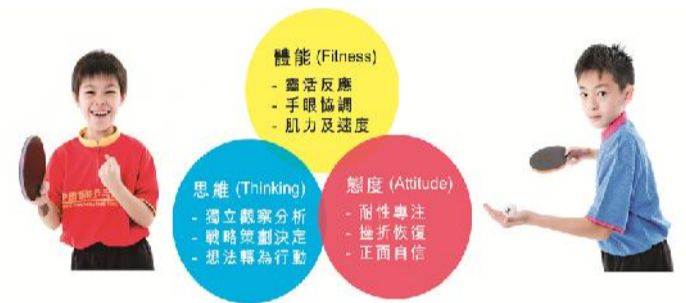 體能 (Fitness)
- 靈活反應
- 手眼協調
- 肌力及速度
思維 (Thinking)
- 獨立觀察分析
- 戰略策劃決定
- 想法轉為行動
態度 (Attitude)
- 耐性專注
- 挫折恢復
- 正面自信